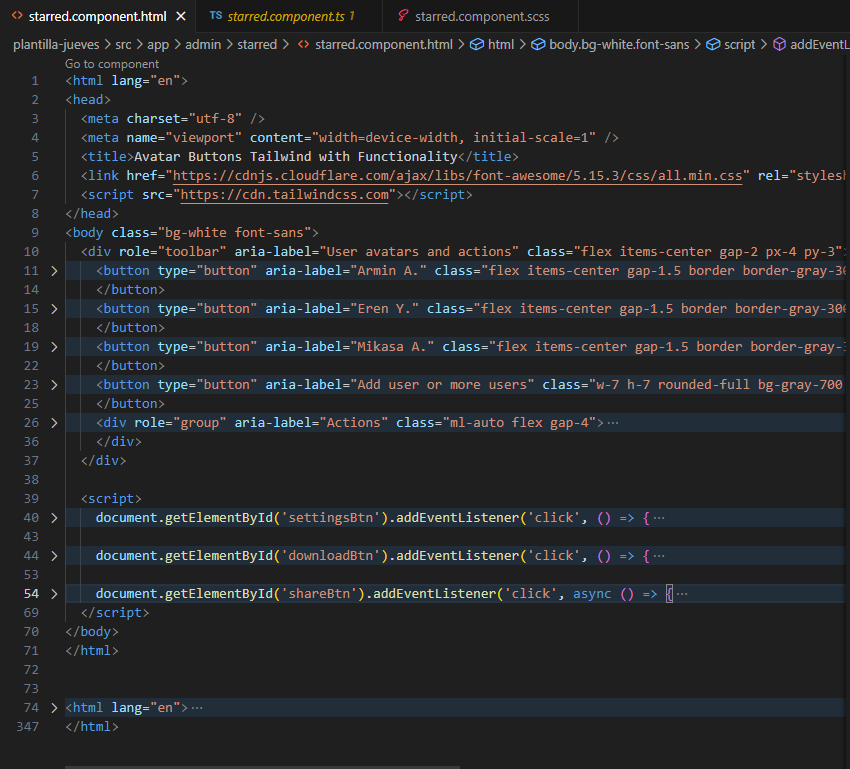 starred.component.html ×
TS starred.component.ts 1
starred.component.scss
plantilla-jueves > src > app > admin > starred > <> starred.component.html > html > body.bg-white.font-sans > script > addEventL
Go to component
1 <html lang="en">
2 <head>
3 <meta charset="utf-8" />
4 <meta name="viewport" content="width=device-width, initial-scale=1" />
5 <title>Avatar Buttons Tailwind with Functionality</title>
6 <link href="https://cdnjs.cloudflare.com/ajax/libs/font-awesome/5.15.3/css/all.min.css" rel="stylesh
7 <script src="https://cdn.tailwindcss.com"></script>
8 </head>
9 <body class="bg-white font-sans">
10 <div role="toolbar" aria-label="User avatars and actions" class="flex items-center gap-2 px-4 py-3">
11 > <button type="button" aria-label="Armin A." class="flex items-center gap-1.5 border border-gray-30
14 </button>
15 > <button type="button" aria-label="Eren Y." class="flex items-center gap-1.5 border border-gray-300
18 </button>
19 > <button type="button" aria-label="Mikasa A." class="flex items-center gap-1.5 border border-gray-3
22 </button>
23 > <button type="button" aria-label="Add user or more users" class="w-7 h-7 rounded-full bg-gray-700
25 </button>
26 > <div role="group" aria-label="Actions" class="ml-auto flex gap-4">···
36 </div>
37 </div>
38
39 <script>
40 > document.getElementById('settingsBtn').addEventListener('click', () => {···
43
44 > document.getElementById('downloadBtn').addEventListener('click', () => {···
53
54 > document.getElementById('shareBtn').addEventListener('click', async () => {···
69 </script>
70 </body>
71 </html>
72
73
74 > <html lang="en">···
347 </html>